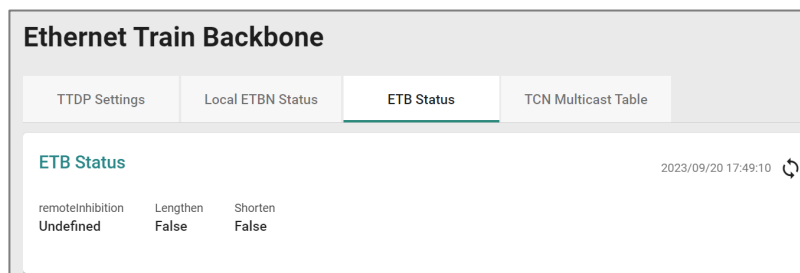 Ethernet Train Backbone
TTDP Settings Local ETBN Status ETB Status TCN Multicast Table
ETB Status 2023/09/20 17:49:10
remoteInhibition Lengthen Shorten
Undefined False False